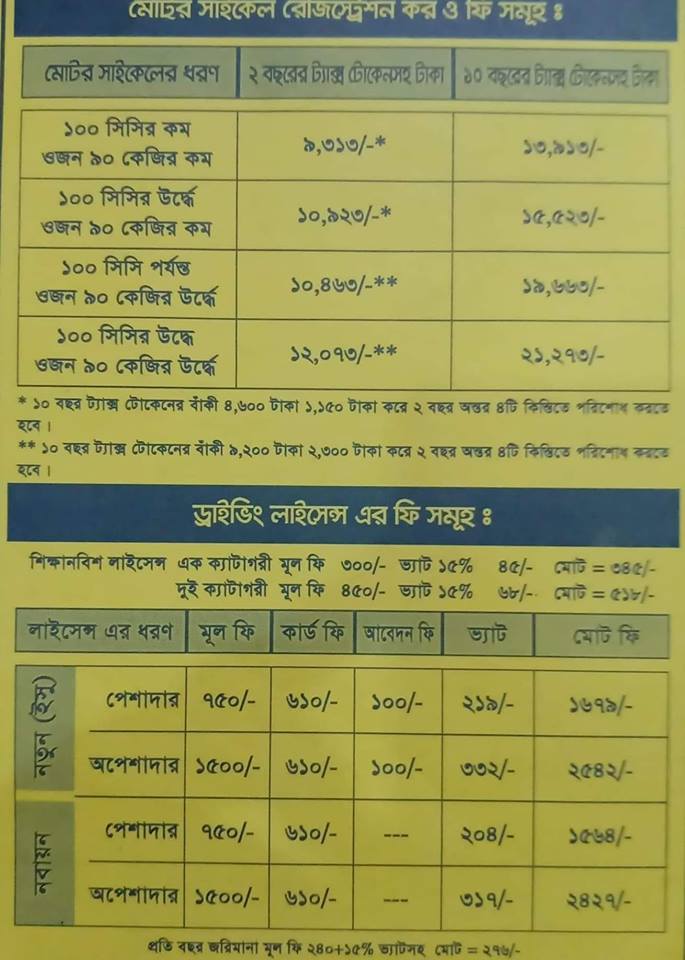 মোটর সাইকেল রেজিস্ট্রেশন কর ও ফি সমূহ ঃ
মোটর সাইকেলের ধরণ ২ বছরের ট্যাক্স টোকেনসহ টাকা ১০ বছরের ট্যাক্স টোকেনসহ টাকা
১০০ সিসির কম
ওজন ৯০ কেজির কম ৯,৩১৩/-* ১৩,৯১৩/-
১০০ সিসির উর্দ্ধে
ওজন ৯০ কেজির কম ১০,৯২৩/-* ১৫,৫২৩/-
১০০ সিসি পর্যন্ত
ওজন ৯০ কেজির উর্দ্ধে ১০,৪৬৩/-** ১৯,৬৬৩/-
১০০ সিসির উদ্ধে
ওজন ৯০ কেজির উর্দ্ধে ১২,০৭৩/-** ২১,২৭৩/-
* ১০ বছর ট্যাক্স টোকেনের বাঁকী ৪,৬০০ টাকা ১,১৫০ টাকা করে ২ বছর অন্তর ৪টি কিস্তিতে পরিশোধ করতে
হবে।
** ১০ বছর ট্যাক্স টোকেনের বাঁকী ৯,২০০ টাকা ২,৩০০ টাকা করে ২ বছর অন্তর ৪টি কিস্তিতে পরিশোধ করতে
হবে।
ড্রাইভিং লাইসেন্স এর ফি সমূহ ঃ
শিক্ষানবিশ লাইসেন্স এক ক্যাটাগরী মূল ফি ৩০০/- ভ্যাট ১৫% ৪৫/- মোট = ৩৪৫/-
দুই ক্যাটাগরী মূল ফি ৪৫০/- ভ্যাট ১৫% ৬৮/- মোট = ৫১৮/-
লাইসেন্স এর ধরণ মূল ফি কার্ড ফি আবেদন ফি ভ্যাট মোট ফি
নতুন (ইস্যু)
পেশাদার ৭৫০/- ৬১০/- ১০০/- ২১৯/- ১৬৭৯/-
অপেশাদার ১৫০০/- ৬১০/- ১০০/- ৩৩২/- ২৫৪২/-
নবায়ন
পেশাদার ৭৫০/- ৬১০/- --- ২০৪/- ১৫৬৪/-
অপেশাদার ১৫০০/- ৬১০/- --- ৩১৭/- ২৪২৭/-
প্রতি বছর জরিমানা মূল ফি ২৪০+১৫% ভ্যাটসহ মোট = ২৭৬/-